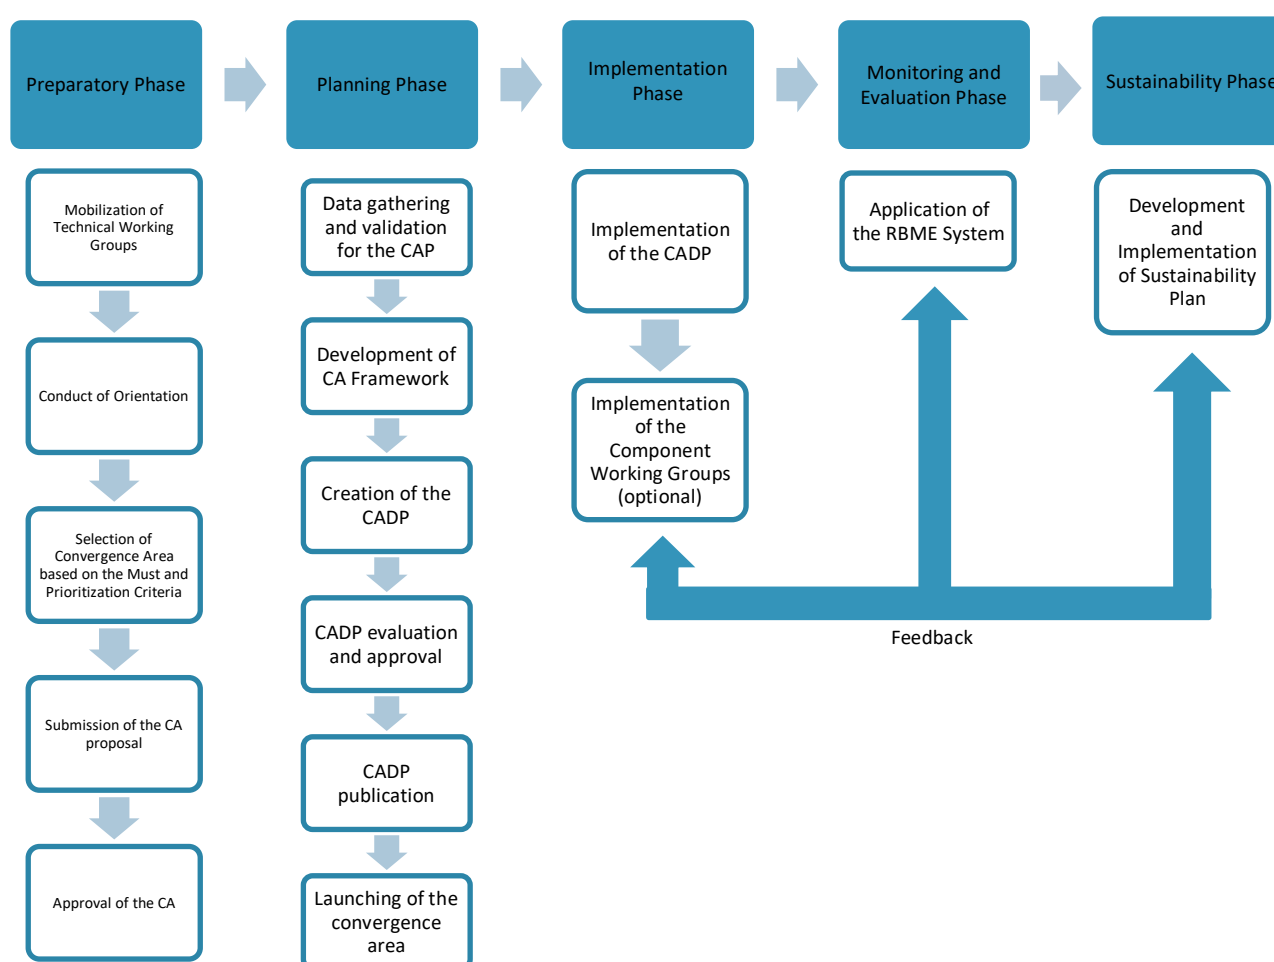 Preparatory Phase
Planning Phase
Implementation
Phase
Monitoring and
Evaluation Phase
Sustainability Phase
Mobilization of
Technical Working
Groups
Conduct of Orientation
Selection of
Convergence Area
based on the Must and
Prioritization Criteria
Submission of the CA
proposal
Approval of the CA
Data gathering
and validation
for the CAP
Development of
CA Framework
Creation of the
CADP
CADP evaluation
and approval
CADP
publication
Launching of the
convergence
area
Implementation
of the CADP
Implementation
of the
Component
Working Groups
(optional)
Application of
the RBME System
Development
and
Implementation
of Sustainability
Plan
Feedback